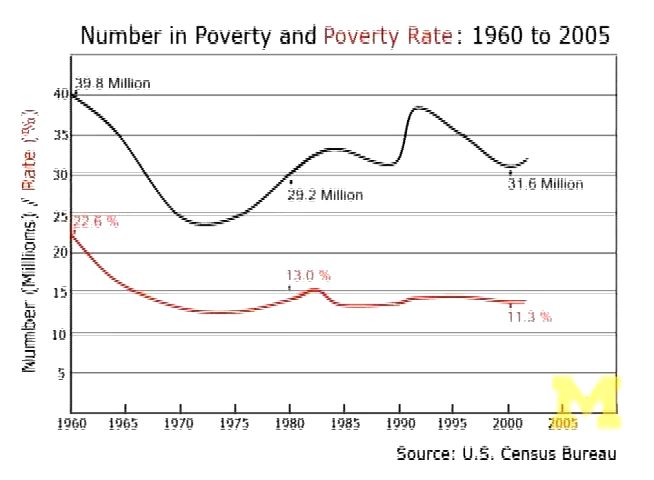 Number in Poverty and Poverty Rate: 1960 to 2005
Number (Millions) / Rate (%)
39.8 Million
40
35
30
29.2 Million
31.6 Million
25
22.6 %
20
13.0 %
15
11.3 %
10
5
1960 1965 1970 1975 1980 1985 1990 1995 2000 2005
M
Source: U.S. Census Bureau